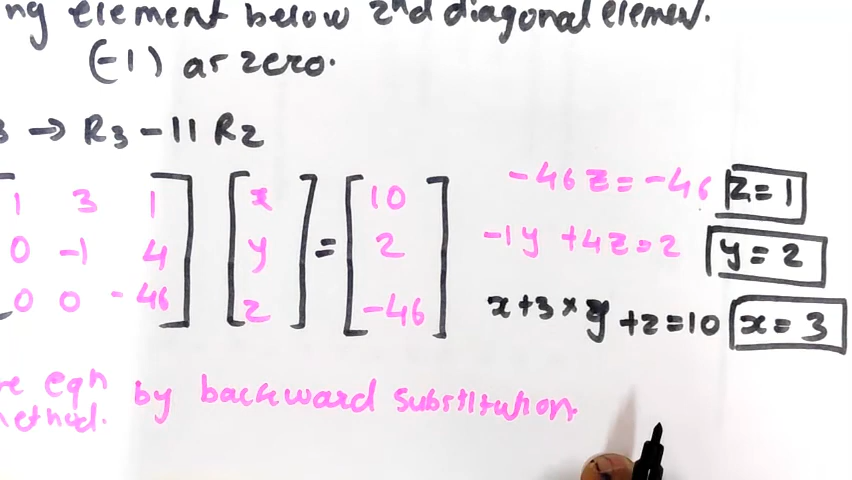 ng element below 2nd diagonal element.
(-1) as zero.
3 → R3 - 11 R2
1 3 1 x 10
0 -1 4 y = 2
0 0 -46 z -46
-46z = -46 z = 1
-1y + 4z = 2 y = 2
x + 3 × y + z = 10 x = 3
eqn by backward substitution.
method.